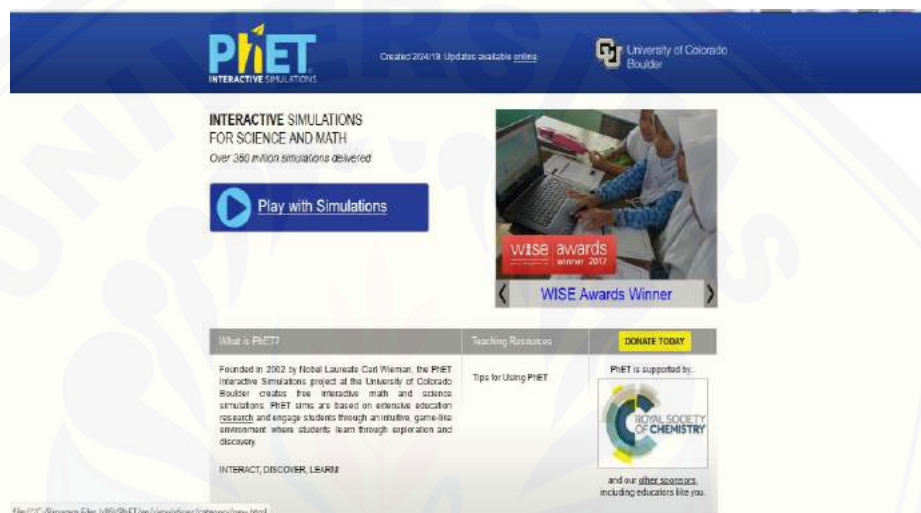 PhET
INTERACTIVE SIMULATIONS
Created 2/24/19. Updates available online
University of Colorado
Boulder
INTERACTIVE SIMULATIONS
FOR SCIENCE AND MATH
Over 360 million simulations delivered
Play with Simulations
wise awards
winner 2017
WISE Awards Winner
What is PhET?
Founded in 2002 by Nobel Laureate Carl Wieman, the PhET
Interactive Simulations project at the University of Colorado
Boulder creates free interactive math and science
simulations. PhET sims are based on extensive education
research and engage students through an intuitive, game-like
environment where students learn through exploration and
discovery.
INTERACT, DISCOVER, LEARN!
Teaching Resources
Tips for Using PhET
DONATE TODAY
PhET is supported by
ROYAL SOCIETY
OF CHEMISTRY
and our other sponsors,
including educators like you.